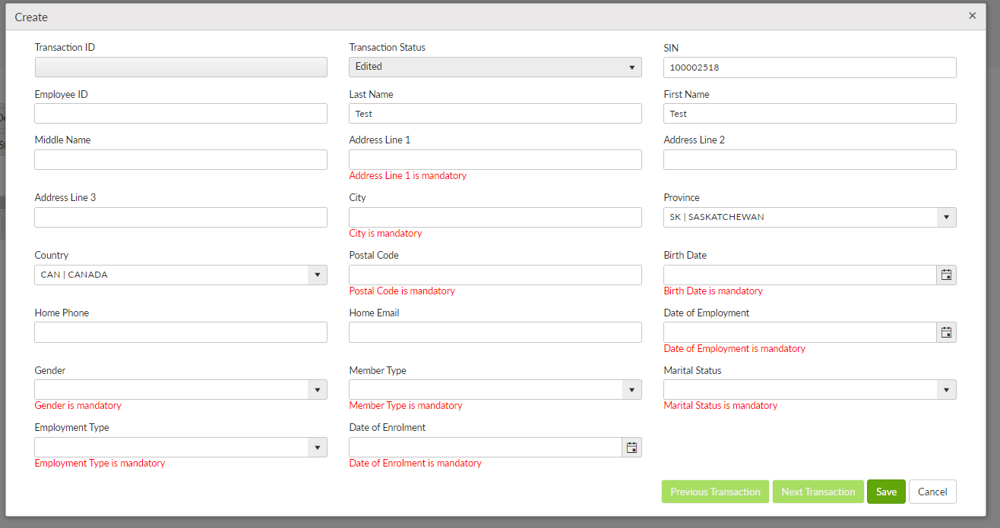 Create
×
Transaction ID
Transaction Status
SIN
Edited
100002518
Employee ID
Last Name
First Name
Test
Test
Middle Name
Address Line 1
Address Line 2
Address Line 1 is mandatory
Address Line 3
City
Province
SK | SASKATCHEWAN
City is mandatory
Country
Postal Code
Birth Date
CAN | CANADA
Postal Code is mandatory
Birth Date is mandatory
Home Phone
Home Email
Date of Employment
Date of Employment is mandatory
Gender
Member Type
Marital Status
Gender is mandatory
Member Type is mandatory
Marital Status is mandatory
Employment Type
Date of Enrolment
Employment Type is mandatory
Date of Enrolment is mandatory
Previous Transaction
Next Transaction
Save
Cancel